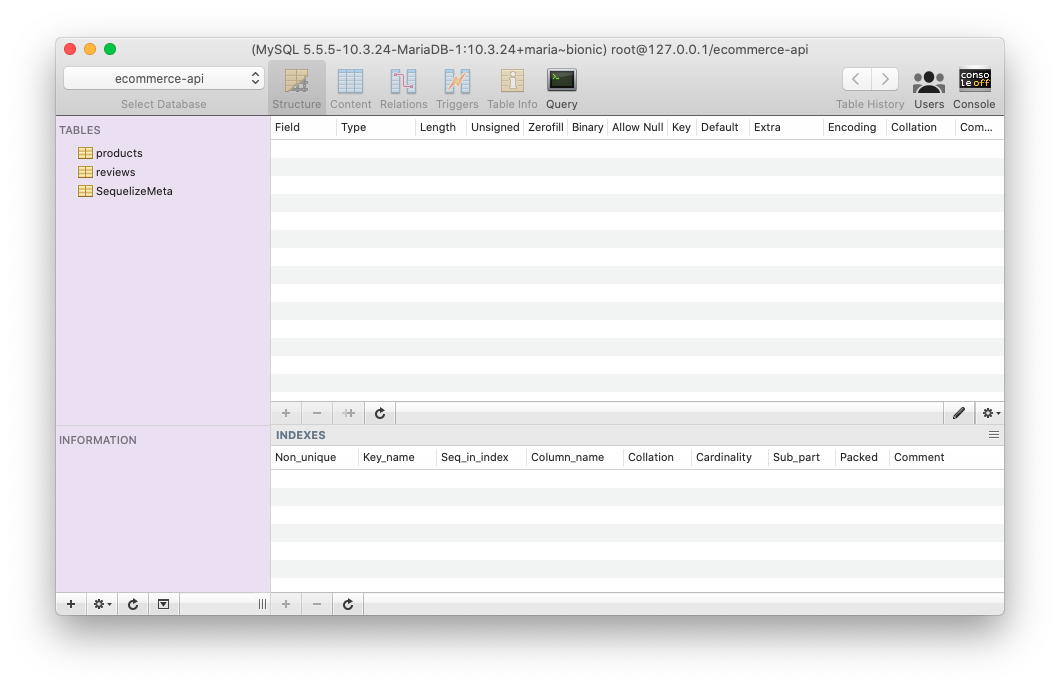 (MySQL 5.5.5-10.3.24-MariaDB-1:10.3.24+maria~bionic) root@127.0.0.1/ecommerce-api
ecommerce-api
Select Database
Structure Content Relations Triggers Table Info Query
Table History Users Console
conso
leoff
TABLES
products
reviews
SequelizeMeta
Field Type Length Unsigned Zerofill Binary Allow Null Key Default Extra Encoding Collation Com...
INFORMATION
INDEXES
Non_unique Key_name Seq_in_index Column_name Collation Cardinality Sub_part Packed Comment